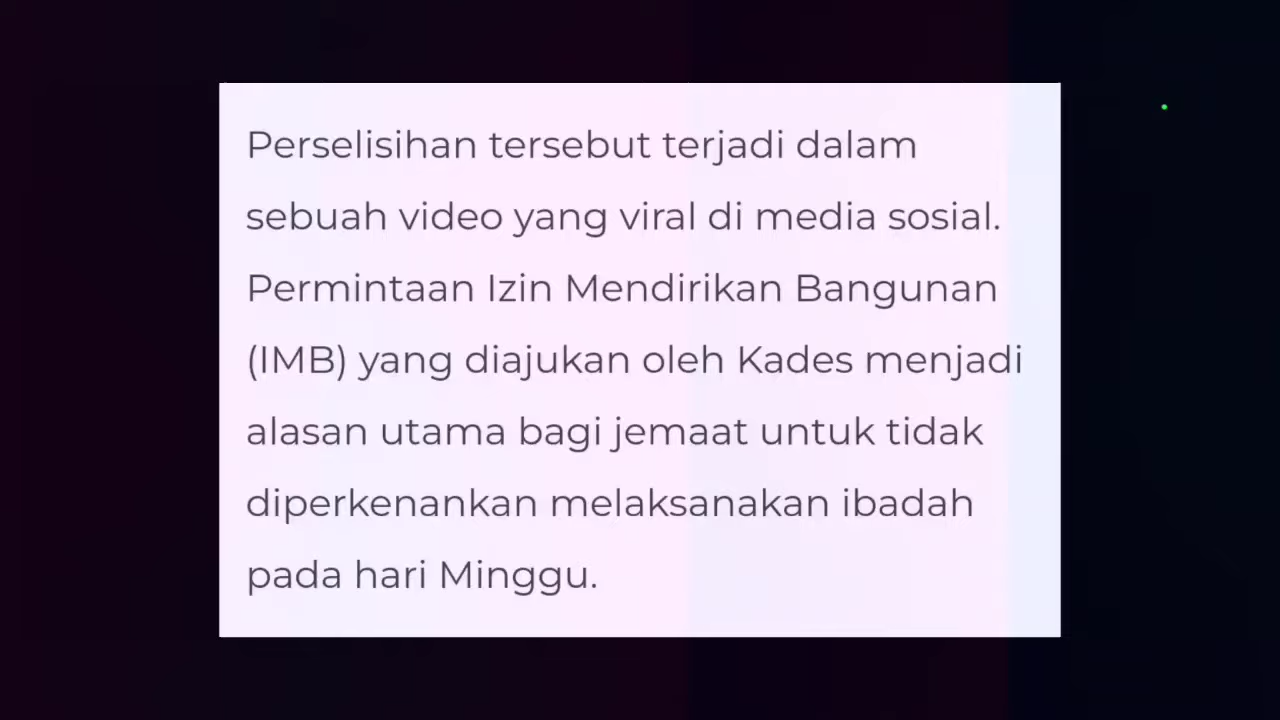 Perselisihan tersebut terjadi dalam
sebuah video yang viral di media sosial.
Permintaan Izin Mendirikan Bangunan
(IMB) yang diajukan oleh Kades menjadi
alasan utama bagi jemaat untuk tidak
diperkenankan melaksanakan ibadah
pada hari Minggu.